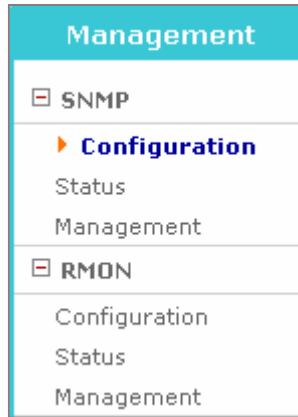 Management
SNMP
Configuration
Status
Management
RMON
Configuration
Status
Management